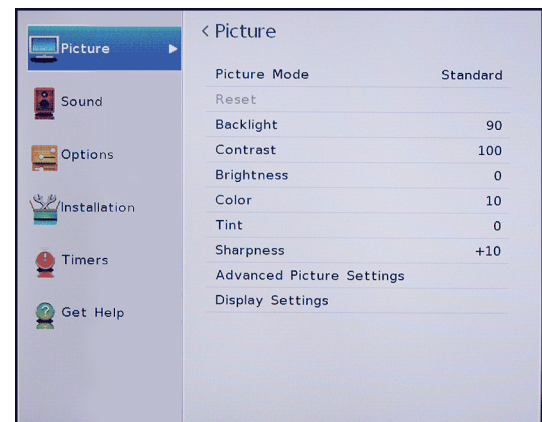 Picture
Sound
Options
Installation
Timers
Get Help
< Picture
Picture Mode Standard
Reset
Backlight 90
Contrast 100
Brightness 0
Color 10
Tint 0
Sharpness +10
Advanced Picture Settings
Display Settings